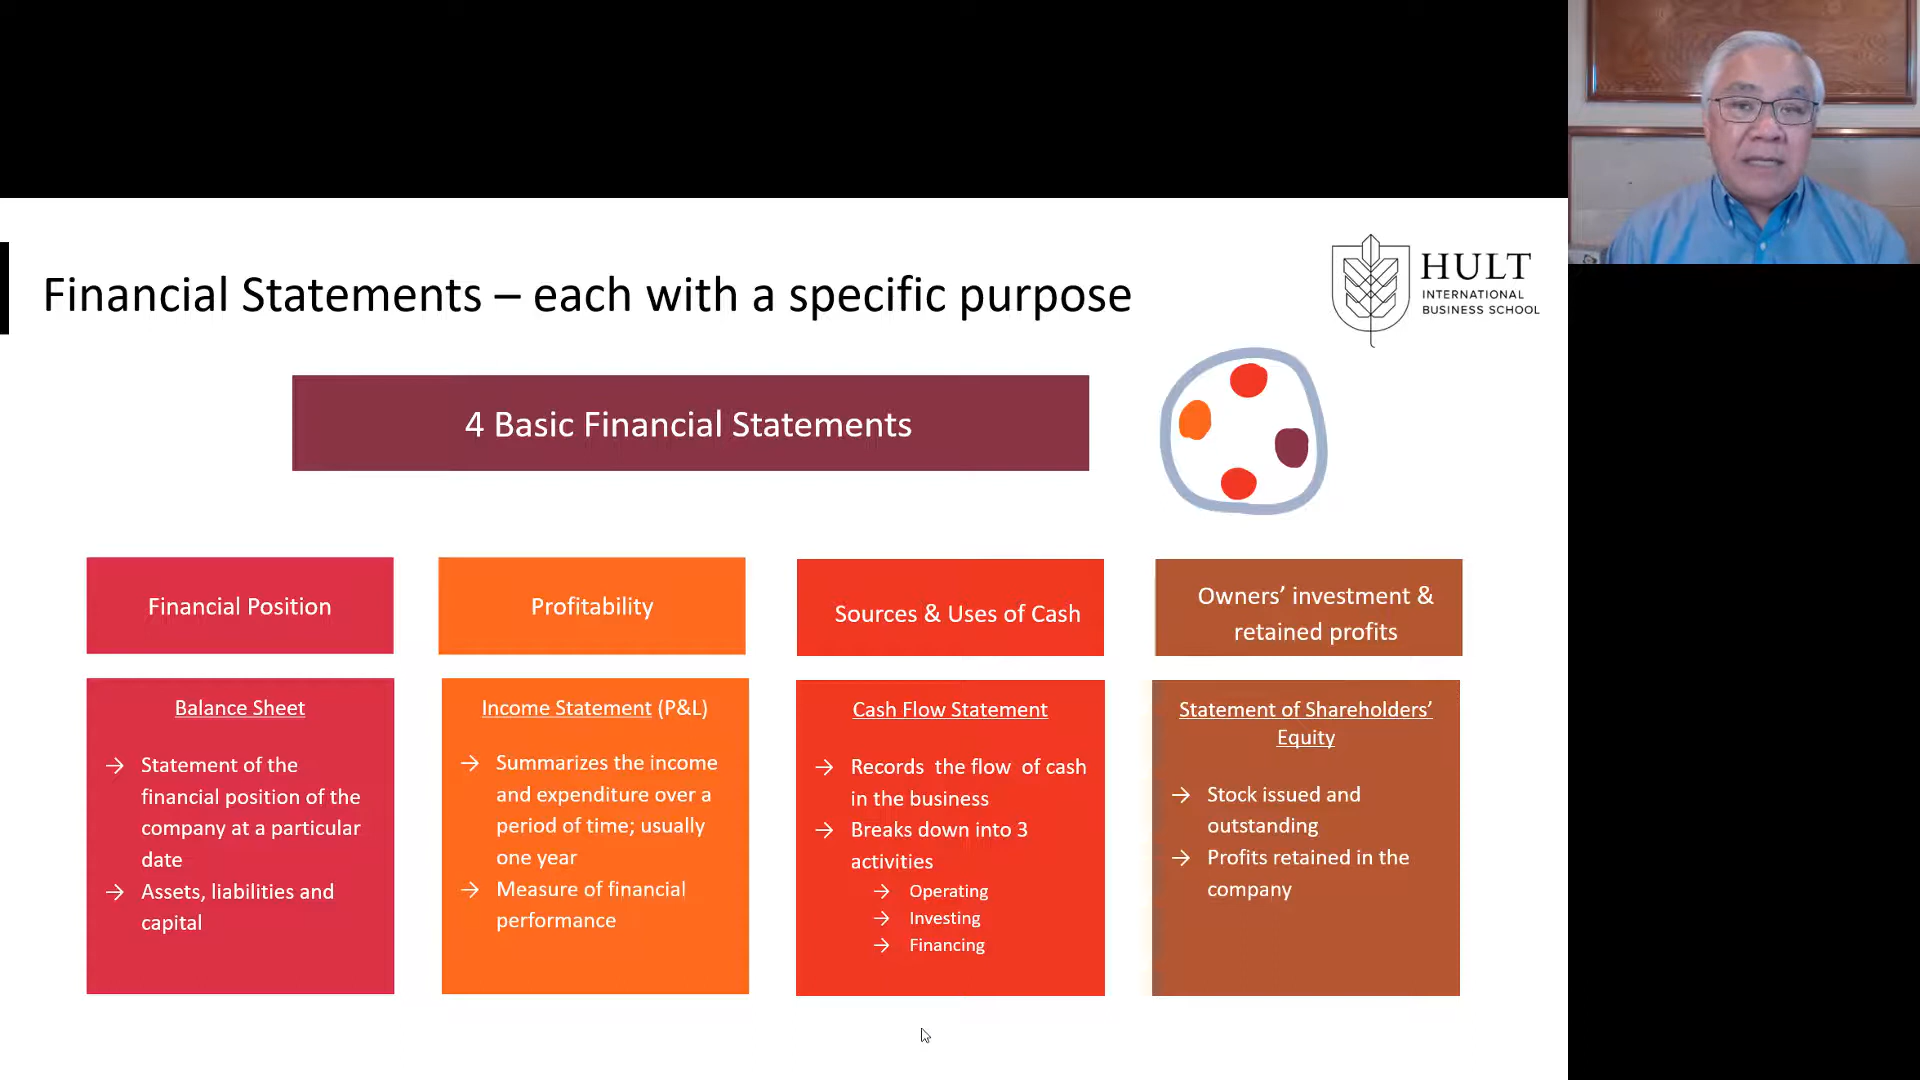 Financial Statements – each with a specific purpose
HULT
INTERNATIONAL
BUSINESS SCHOOL
4 Basic Financial Statements
Financial Position
Profitability
Sources & Uses of Cash
Owners’ investment &
retained profits
Balance Sheet
→ Statement of the
financial position of the
company at a particular
date
→ Assets, liabilities and
capital
Income Statement (P&L)
→ Summarizes the income
and expenditure over a
period of time; usually
one year
→ Measure of financial
performance
Cash Flow Statement
→ Records the flow of cash
in the business
→ Breaks down into 3
activities
→ Operating
→ Investing
→ Financing
Statement of Shareholders’
Equity
→ Stock issued and
outstanding
→ Profits retained in the
company